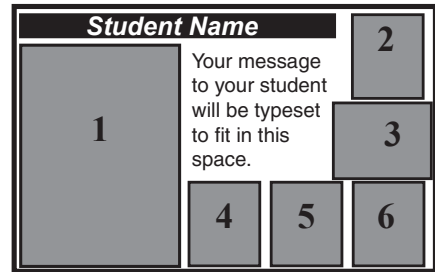 Student Name
Your message
to your student
will be typeset
to fit in this
space.
1
2
3
4
5
6